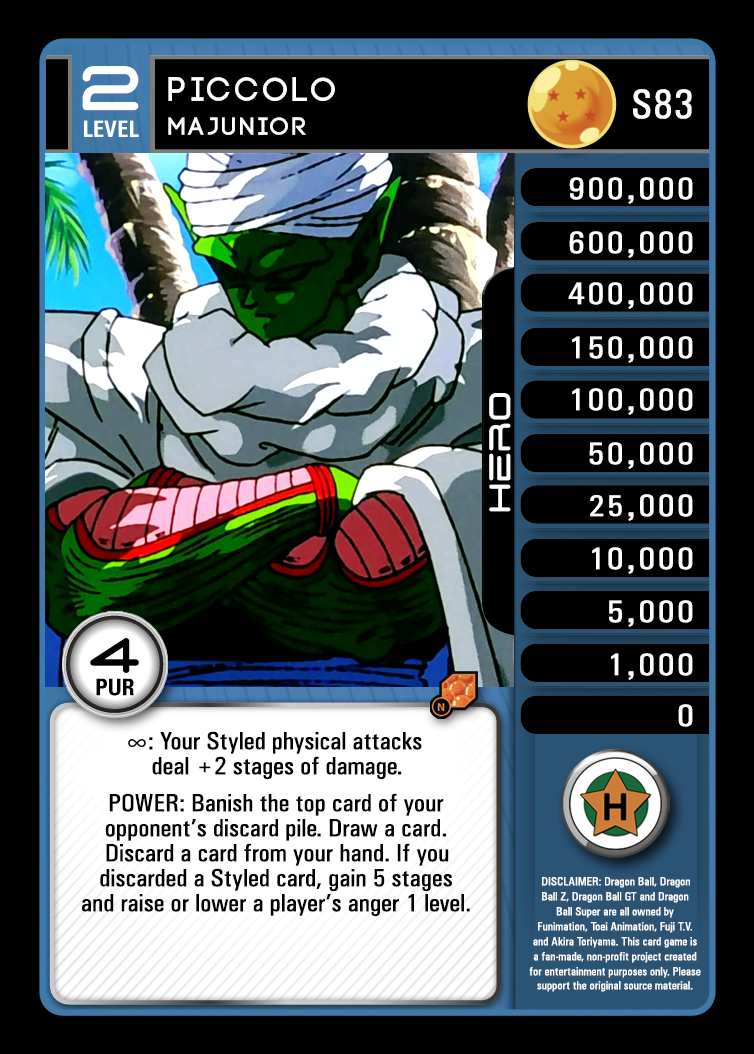 2
LEVEL
PICCOLO
MAJUNIOR
S83
900,000
600,000
400,000
150,000
100,000
50,000
25,000
10,000
5,000
1,000
0
HERO
4
PUR
N
∞: Your Styled physical attacks
deal +2 stages of damage.
POWER: Banish the top card of your
opponent's discard pile. Draw a card.
Discard a card from your hand. If you
discarded a Styled card, gain 5 stages
and raise or lower a player's anger 1 level.
H
DISCLAIMER: Dragon Ball, Dragon
Ball Z, Dragon Ball GT and Dragon
Ball Super are all owned by
Funimation, Toei Animation, Fuji T.V.
and Akira Toriyama. This card game is
a fan-made, non-profit project created
for entertainment purposes only. Please
support the original source material.